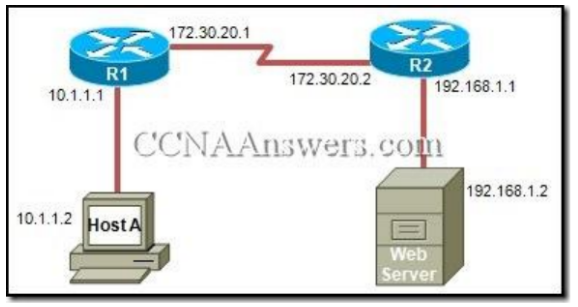 172.30.20.1
R1
172.30.20.2
R2
10.1.1.1
192.168.1.1
CCNAAnswers.com
10.1.1.2
Host A
192.168.1.2
Web
Server